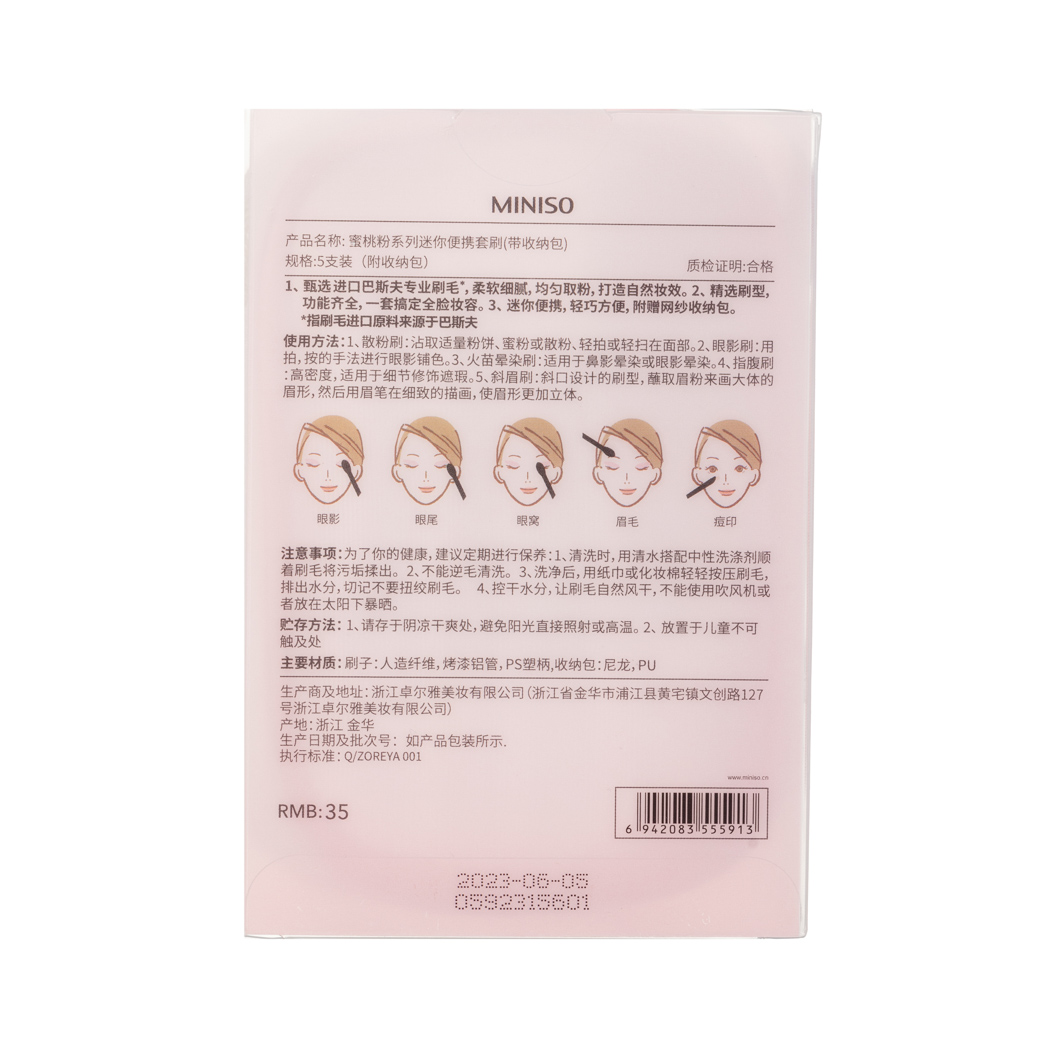 MINISO
产品名称: 蜜桃粉系列迷你便携套刷(带收纳包)
规格:5支装（附收纳包）
质检证明:合格
1、甄选进口巴斯夫专业刷毛*, 柔软细腻, 均匀取粉, 打造自然妆效。2、精选刷型,
功能齐全, 一套搞定全脸妆容。3、迷你便携, 轻巧方便, 附赠网纱收纳包。
*指刷毛进口原料来源于巴斯夫
使用方法:1、散粉刷: 沾取适量粉饼、蜜粉或散粉、轻拍或轻扫在面部。2、眼影刷: 用
拍, 按的手法进行眼影铺色。3、火苗晕染刷: 适用于鼻影晕染或眼影晕染。4、指腹刷
: 高密度, 适用于细节修饰遮瑕。5、斜眉刷: 斜口设计的刷型, 蘸取眉粉来画大体的
眉形, 然后用眉笔在细致的描画, 使眉形更加立体。
眼影 眼尾 眼窝 眉毛 痘印
注意事项: 为了你的健康, 建议定期进行保养: 1、清洗时, 用清水搭配中性洗涤剂顺
着刷毛将污垢揉出。2、不能逆毛清洗。3、洗净后, 用纸巾或化妆棉轻轻按压刷毛,
排出水分, 切记不要扭绞刷毛。 4、控干水分, 让刷毛自然风干, 不能使用吹风机或
者放在太阳下暴晒。
贮存方法: 1、请存于阴凉干爽处, 避免阳光直接照射或高温。2、放置于儿童不可
触及处
主要材质: 刷子: 人造纤维, 烤漆铝管, PS塑柄,收纳包: 尼龙, PU
生产商及地址: 浙江卓尔雅美妆有限公司(浙江省金华市浦江县黄宅镇文创路127
号浙江卓尔雅美妆有限公司)
产地: 浙江 金华
生产日期及批次号: 如产品包装所示.
执行标准: Q/ZOREYA 001
www.miniso.cn
RMB: 35
6 942083 555913
2023-06-05
0592315601